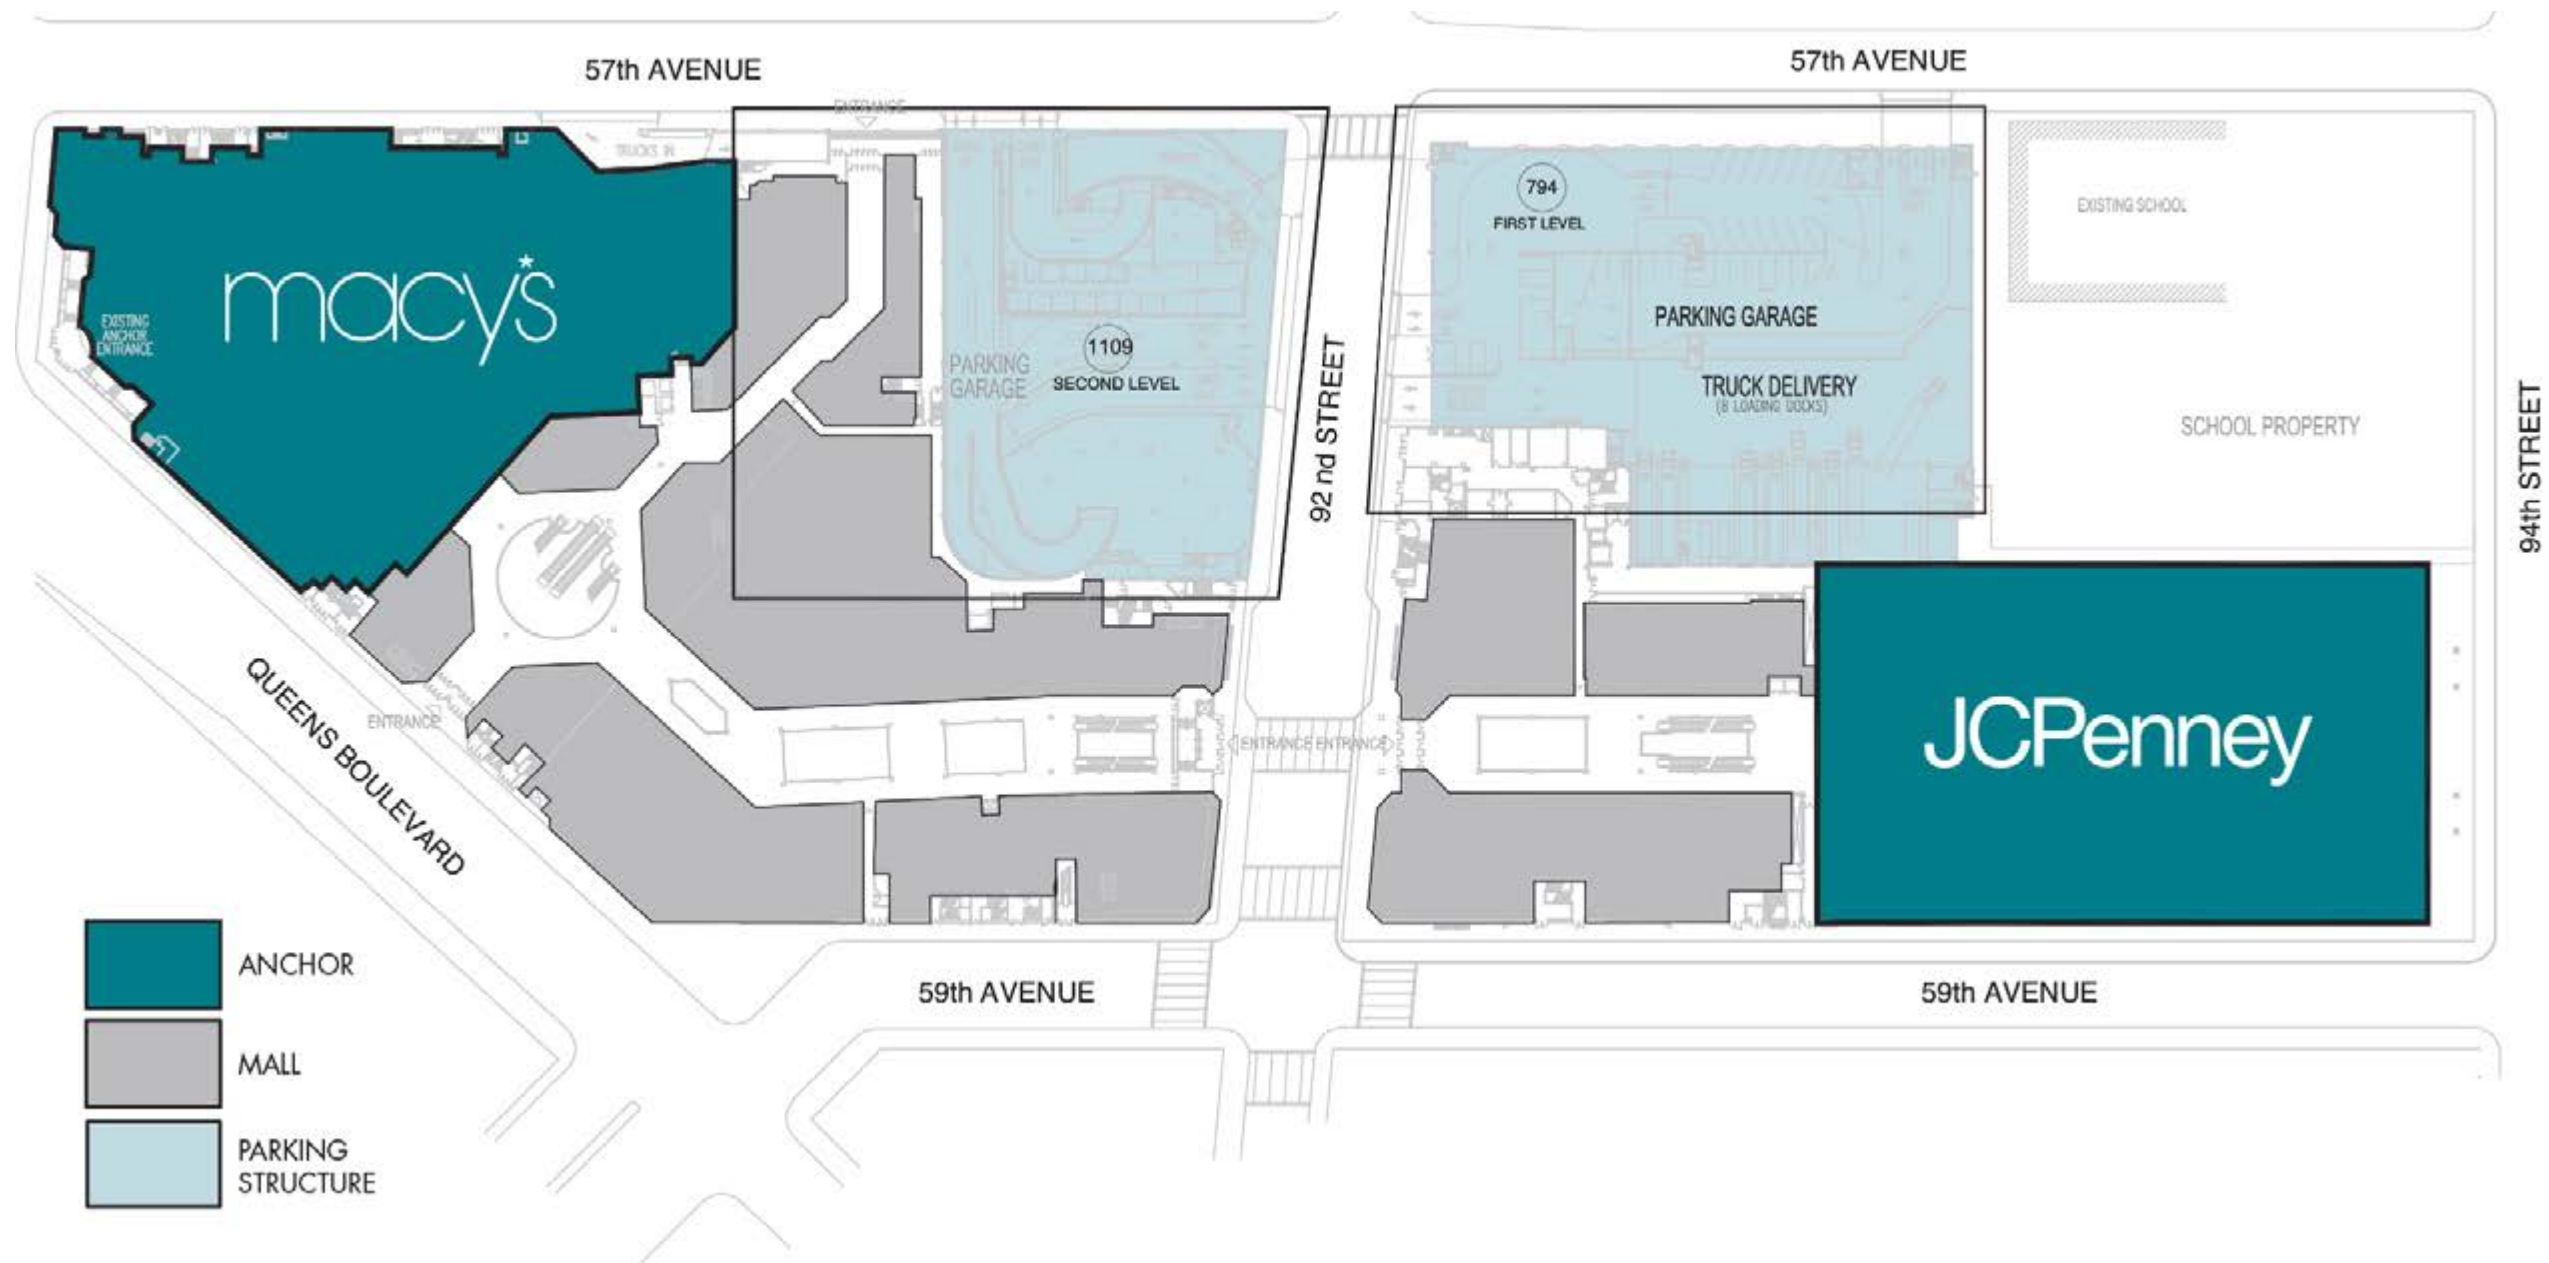 57th AVENUE
57th AVENUE
ENTRANCE
TRUCKS IN
macy's
EXISTING
ANCHOR
ENTRANCE
PARKING
GARAGE
1109
SECOND LEVEL
92 nd STREET
794
FIRST LEVEL
PARKING GARAGE
TRUCK DELIVERY
(8 LOADING DOCKS)
EXISTING SCHOOL
SCHOOL PROPERTY
94th STREET
QUEENS BOULEVARD
ENTRANCE
ENTRANCE
ENTRANCE
JCPenney
59th AVENUE
59th AVENUE
ANCHOR
MALL
PARKING
STRUCTURE